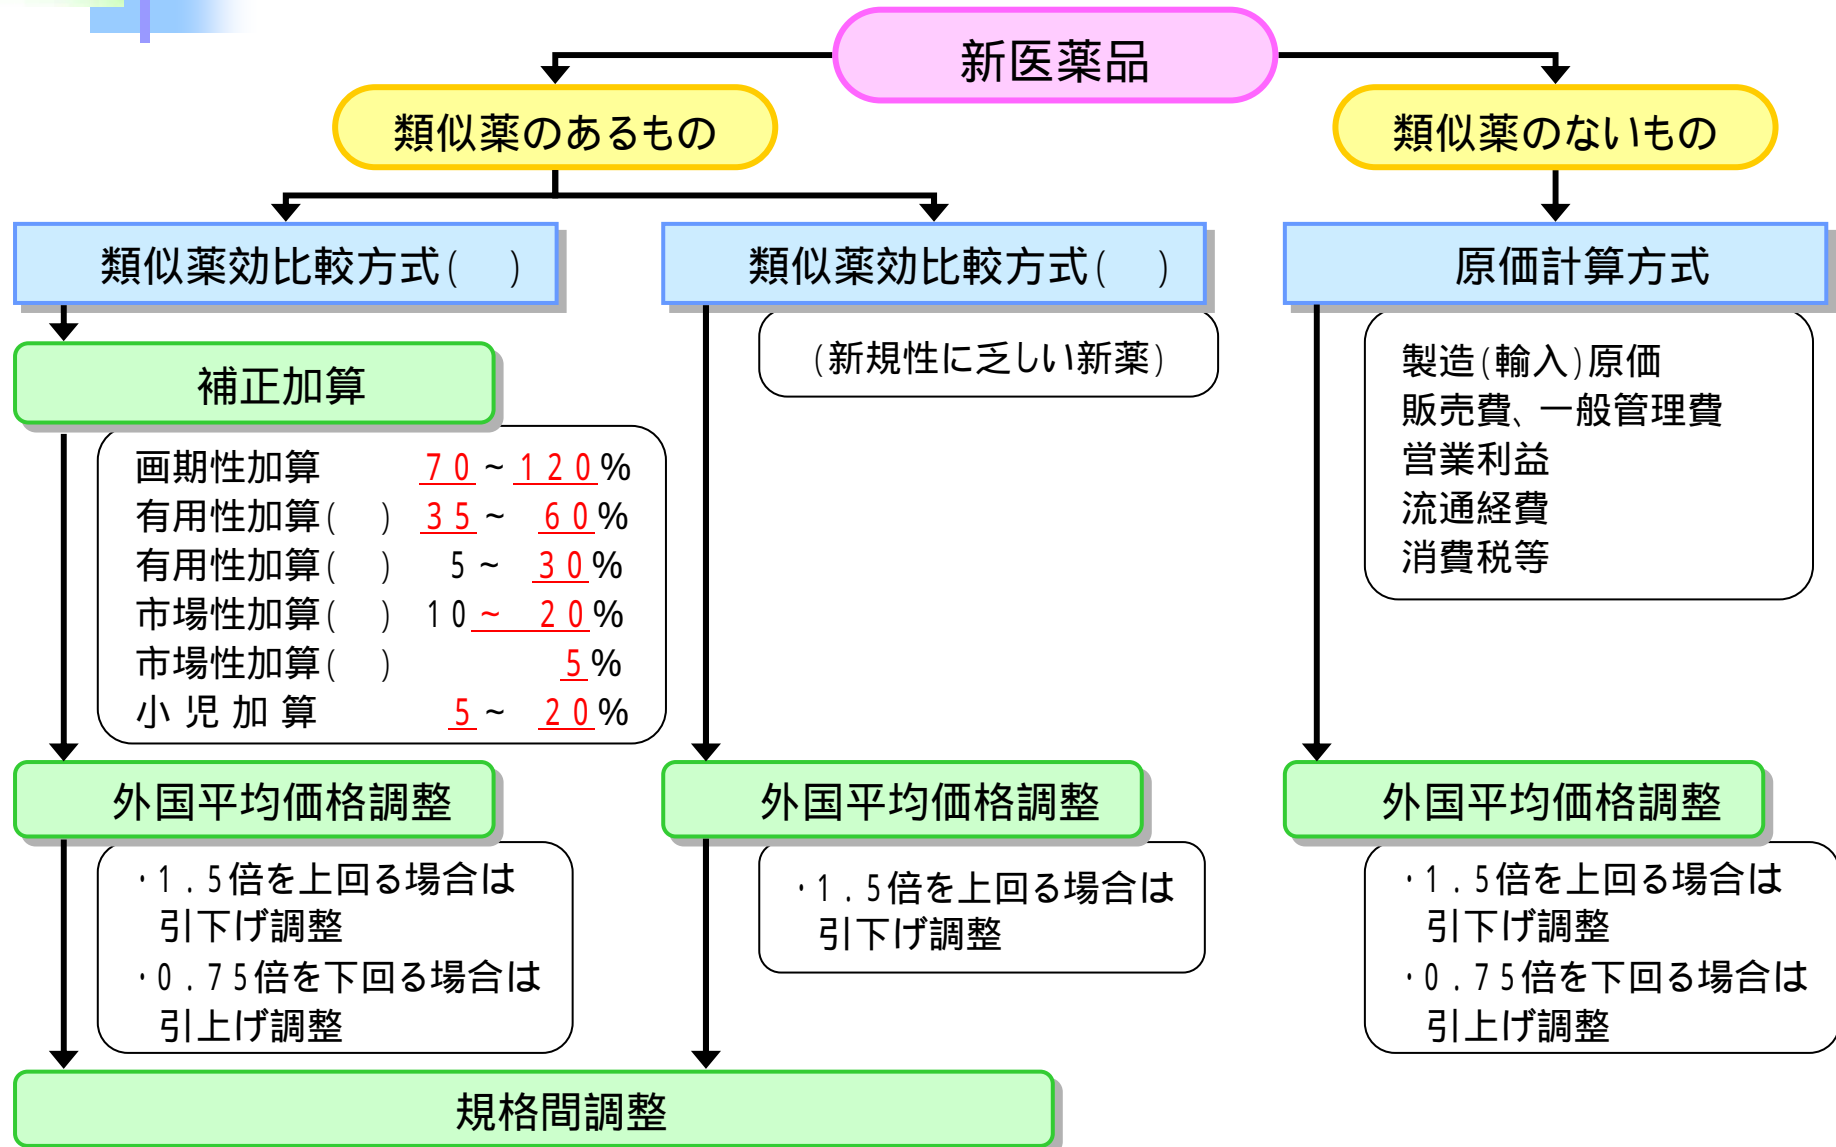 新医薬品
類似薬のあるもの
類似薬のないもの
類似薬効比較方式(　)
類似薬効比較方式(　)
原価計算方式
補正加算
(新規性に乏しい新薬)
製造(輸入)原価
販売費、一般管理費
営業利益
流通経費
消費税等
画期性加算 70~120%
有用性加算(　) 35~ 60%
有用性加算(　) 5~ 30%
市場性加算(　) 10~ 20%
市場性加算(　) 5%
小児加算 5~ 20%
外国平均価格調整
外国平均価格調整
外国平均価格調整
・1.5倍を上回る場合は
引下げ調整
・0.75倍を下回る場合は
引上げ調整
・1.5倍を上回る場合は
引下げ調整
・1.5倍を上回る場合は
引下げ調整
・0.75倍を下回る場合は
引上げ調整
規格間調整